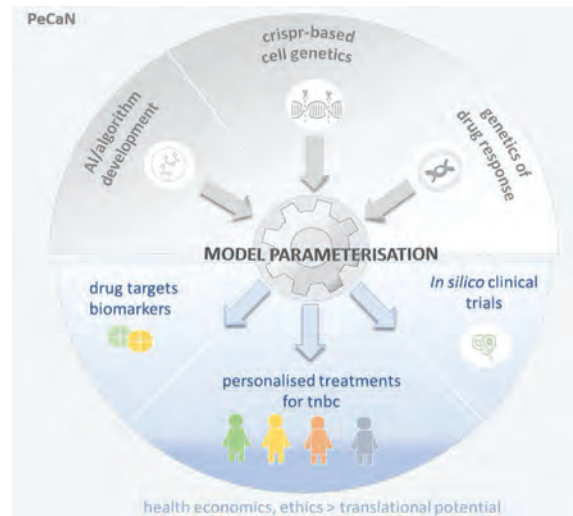 PeCaN
crispr-based
cell genetics
AI/algorithm
development
genetics of
drug response
MODEL PARAMETERISATION
drug targets
biomarkers
In silico clinical
trials
personalised treatments
for tnbc
health economics, ethics > translational potential